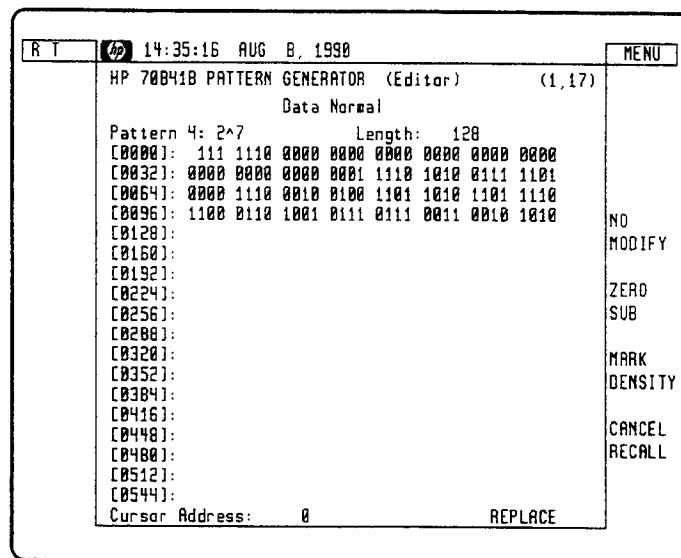 R T
hp 14:35:16 AUG 8, 1990
MENU
HP 70841B PATTERN GENERATOR (Editor) (1,17)
Data Normal
Pattern 4: 2^7 Length: 128
[0000]: 111 1110 0000 0000 0000 0000 0000 0000
[0032]: 0000 0000 0000 0001 1110 1010 0111 1101
[0064]: 0000 1110 0010 0100 1101 1010 1101 1110
[0096]: 1100 0110 1001 0111 0111 0011 0010 1010
[0128]:
[0160]:
[0192]:
[0224]:
[0256]:
[0288]:
[0320]:
[0352]:
[0384]:
[0416]:
[0448]:
[0480]:
[0512]:
[0544]:
Cursor Address: 0 REPLACE
NO
MODIFY
ZERO
SUB
MARK
DENSITY
CANCEL
RECALL